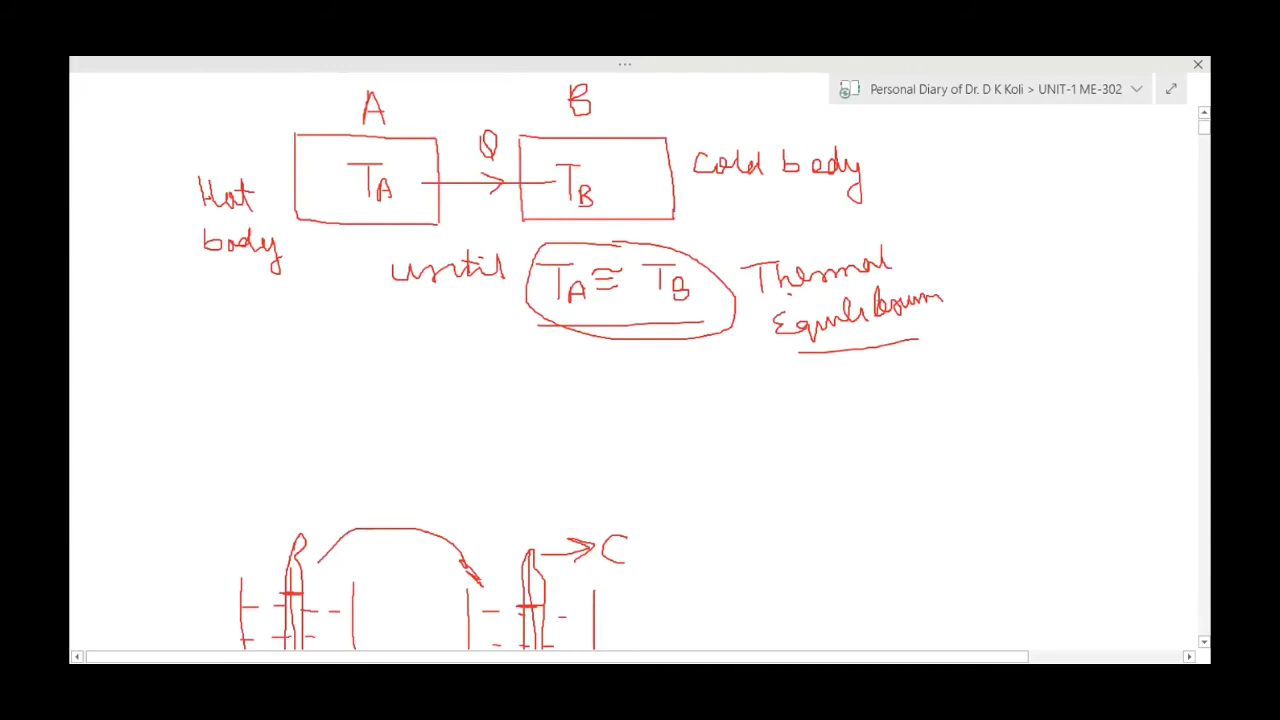 Personal Diary of Dr. D K Koli > UNIT-1 ME-302
A
B
Q
Hot
body
TA
TB
Cold body
until
TA ≅ TB
Thermal
Equilibrium
C